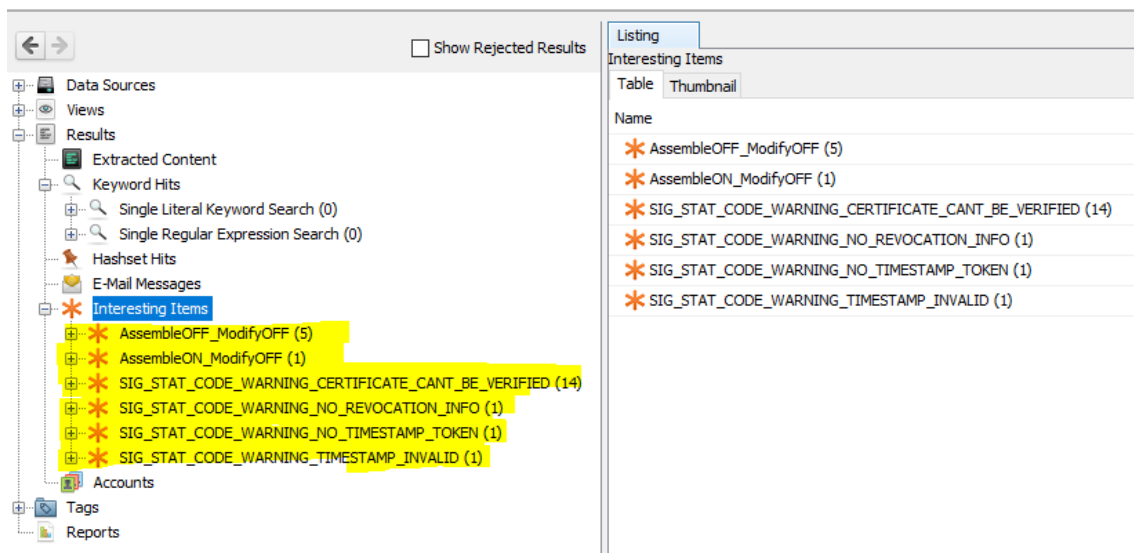 Show Rejected Results
Data Sources
Views
Results
Extracted Content
Keyword Hits
Single Literal Keyword Search (0)
Single Regular Expression Search (0)
Hashset Hits
E-Mail Messages
Interesting Items
AssembleOFF_ModifyOFF (5)
AssembleON_ModifyOFF (1)
SIG_STAT_CODE_WARNING_CERTIFICATE_CANT_BE_VERIFIED (14)
SIG_STAT_CODE_WARNING_NO_REVOCATION_INFO (1)
SIG_STAT_CODE_WARNING_NO_TIMESTAMP_TOKEN (1)
SIG_STAT_CODE_WARNING_TIMESTAMP_INVALID (1)
Accounts
Tags
Reports
Listing
Interesting Items
Table Thumbnail
Name
AssembleOFF_ModifyOFF (5)
AssembleON_ModifyOFF (1)
SIG_STAT_CODE_WARNING_CERTIFICATE_CANT_BE_VERIFIED (14)
SIG_STAT_CODE_WARNING_NO_REVOCATION_INFO (1)
SIG_STAT_CODE_WARNING_NO_TIMESTAMP_TOKEN (1)
SIG_STAT_CODE_WARNING_TIMESTAMP_INVALID (1)